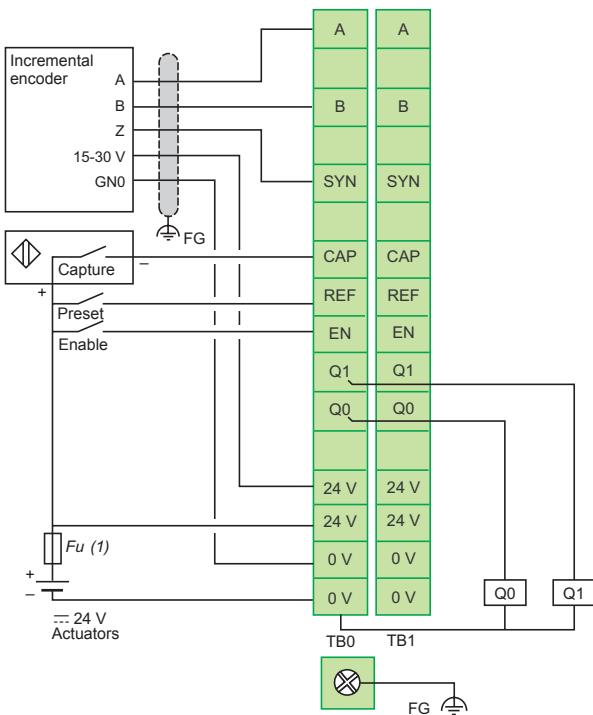 Incremental
encoder
A
B
Z
15-30 V
GN0
FG
Capture
–
+
Preset
Enable
Fu (1)
+
–
24 V
Actuators
A A
B B
SYN SYN
CAP CAP
REF REF
EN EN
Q1 Q1
Q0 Q0
24 V 24 V
24 V 24 V
0 V 0 V
0 V 0 V
TB0 TB1
Q0 Q1
FG